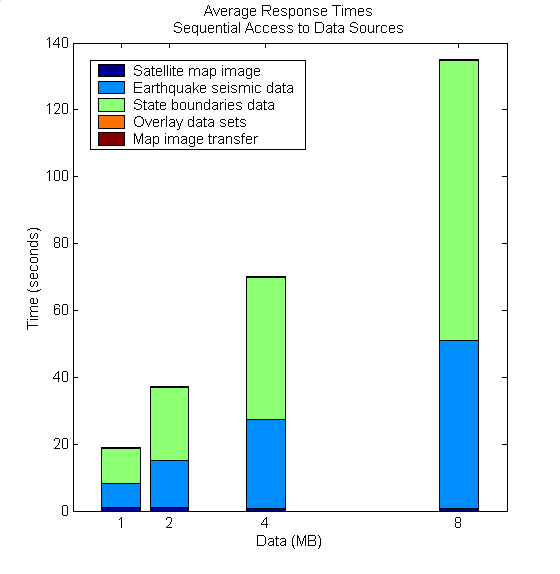 Average Response Times
Sequential Access to Data Sources
140
120
100
80
60
40
20
0
Time (seconds)
Satellite map image
Earthquake seismic data
State boundaries data
Overlay data sets
Map image transfer
1 2 4 8
Data (MB)